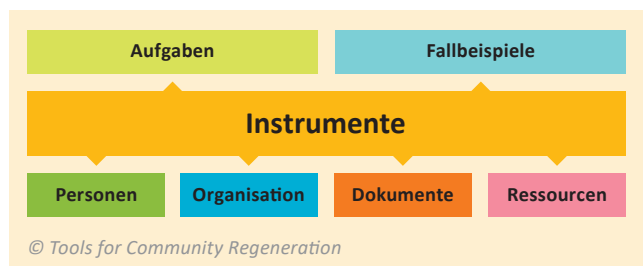 Aufgaben
Fallbeispiele
Instrumente
Personen
Organisation
Dokumente
Ressourcen
© Tools for Community Regeneration